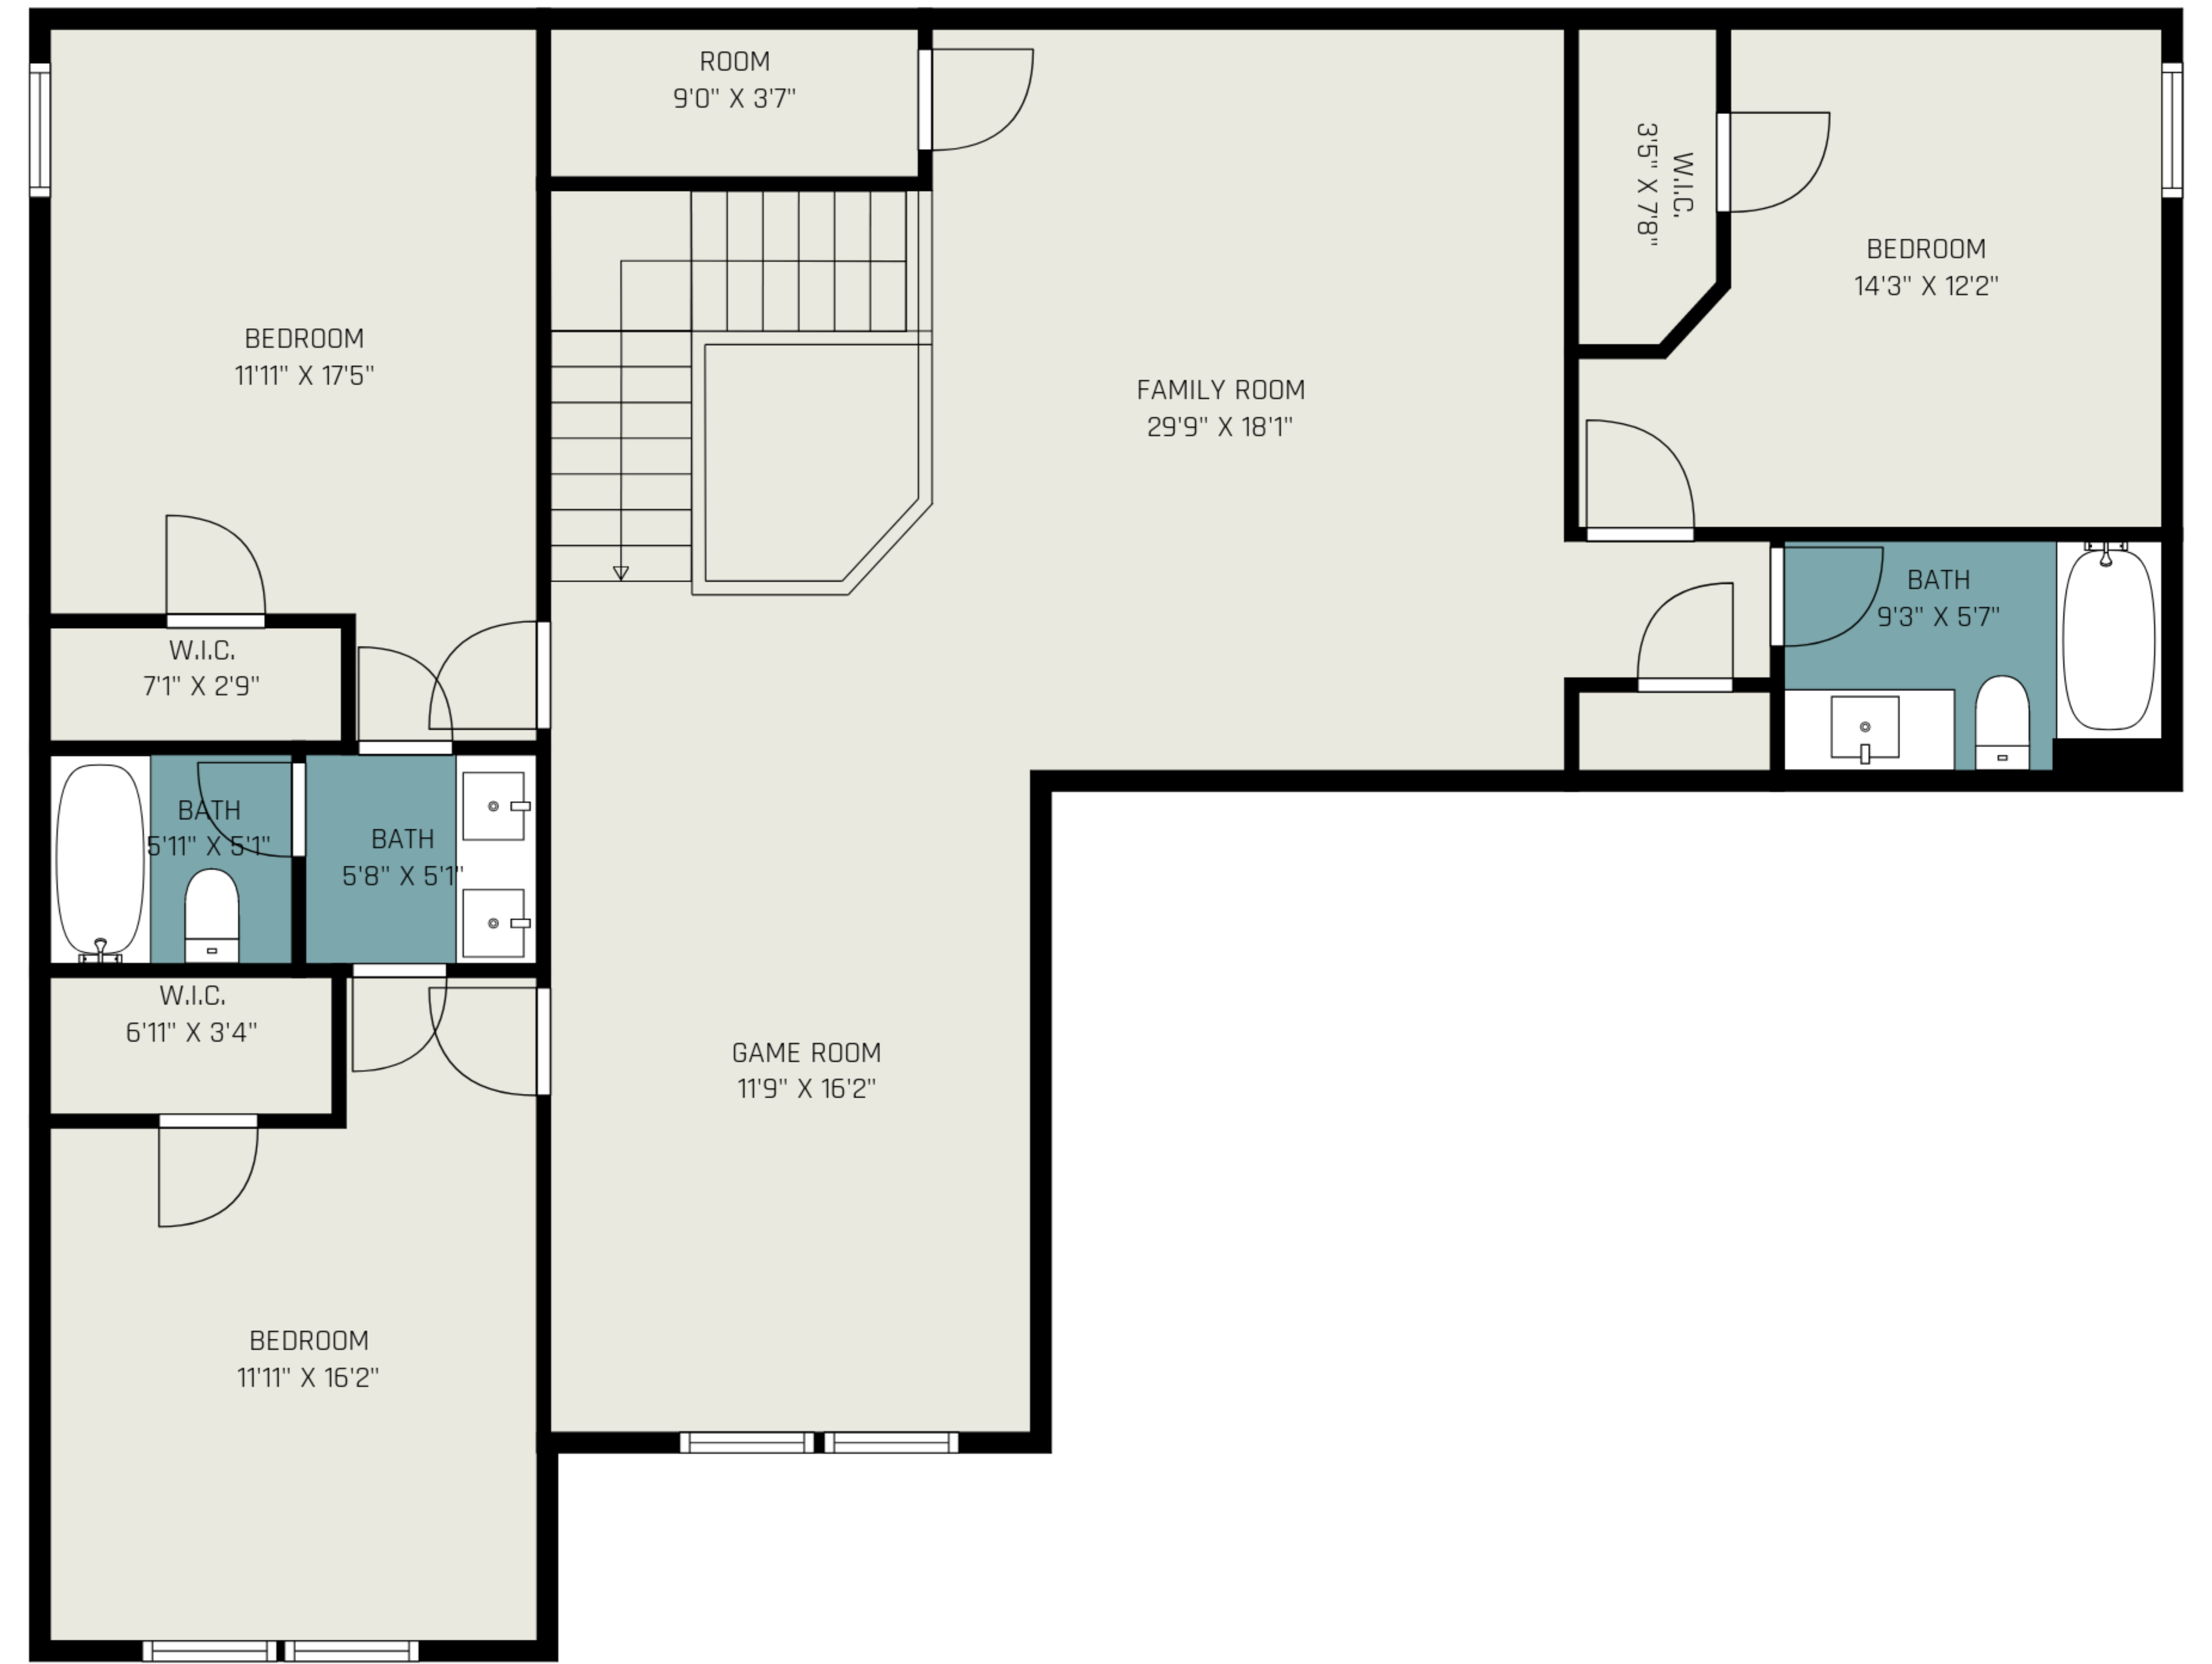 ROOM
9'0" X 3'7"
W.I.C.
3'5" X 7'8"
BEDROOM
14'3" X 12'2"
BEDROOM
11'11" X 17'5"
FAMILY ROOM
29'9" X 18'1"
BATH
9'3" X 5'7"
W.I.C.
7'1" X 2'9"
BATH
5'11" X 5'1"
BATH
5'8" X 5'1"
W.I.C.
6'11" X 3'4"
GAME ROOM
11'9" X 16'2"
BEDROOM
11'11" X 16'2"